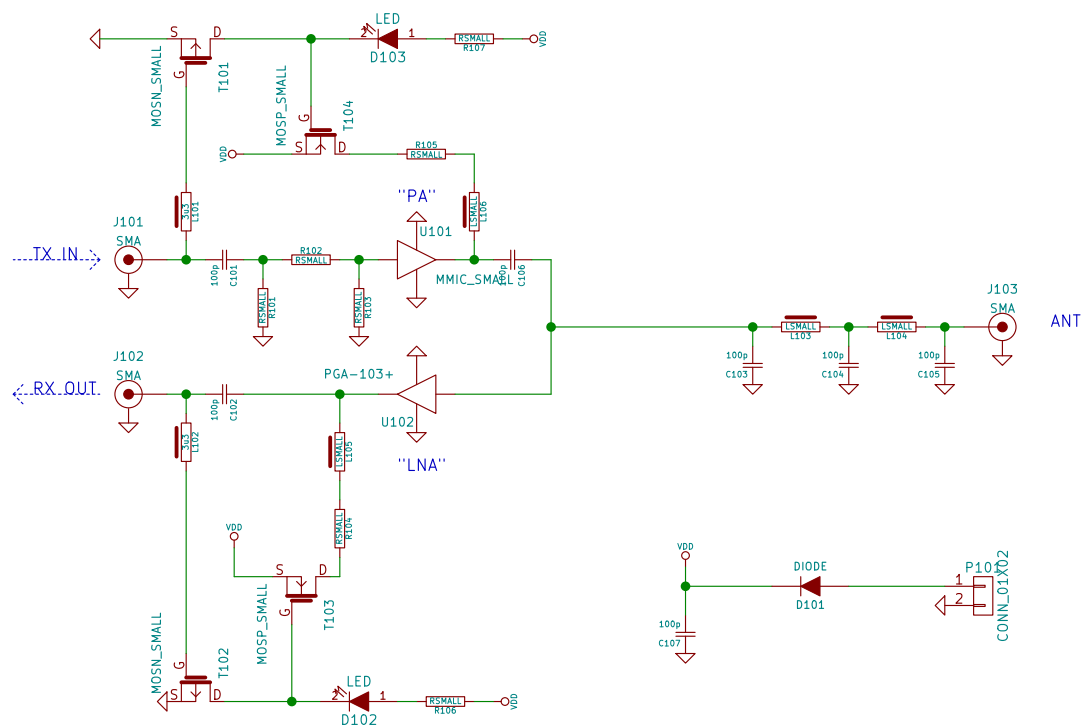 LED
S
D
2
1
RSMALL
R107
VDD
D103
MOSN_SMALL
G
T101
MOSP_SMALL
G
T104
VDD
S
D
R105
RSMALL
"PA"
3u3
L101
LSMALL
L106
J101
SMA
TX IN
100p
C101
R102
RSMALL
U101
MMIC_SMALL
100p
C106
RSMALL
R101
RSMALL
R103
J103
SMA
ANT
LSMALL
L103
LSMALL
L104
100p
C103
100p
C104
100p
C105
J102
SMA
RX OUT
100p
C102
PGA-103+
U102
"LNA"
3u3
L102
LSMALL
L105
RSMALL
R104
VDD
S
D
G
MOSP_SMALL
T103
VDD
DIODE
D101
P101
1
2
CONN_01X02
100p
C107
MOSN_SMALL
G
T102
S
D
LED
2
1
D102
RSMALL
R106
VDD